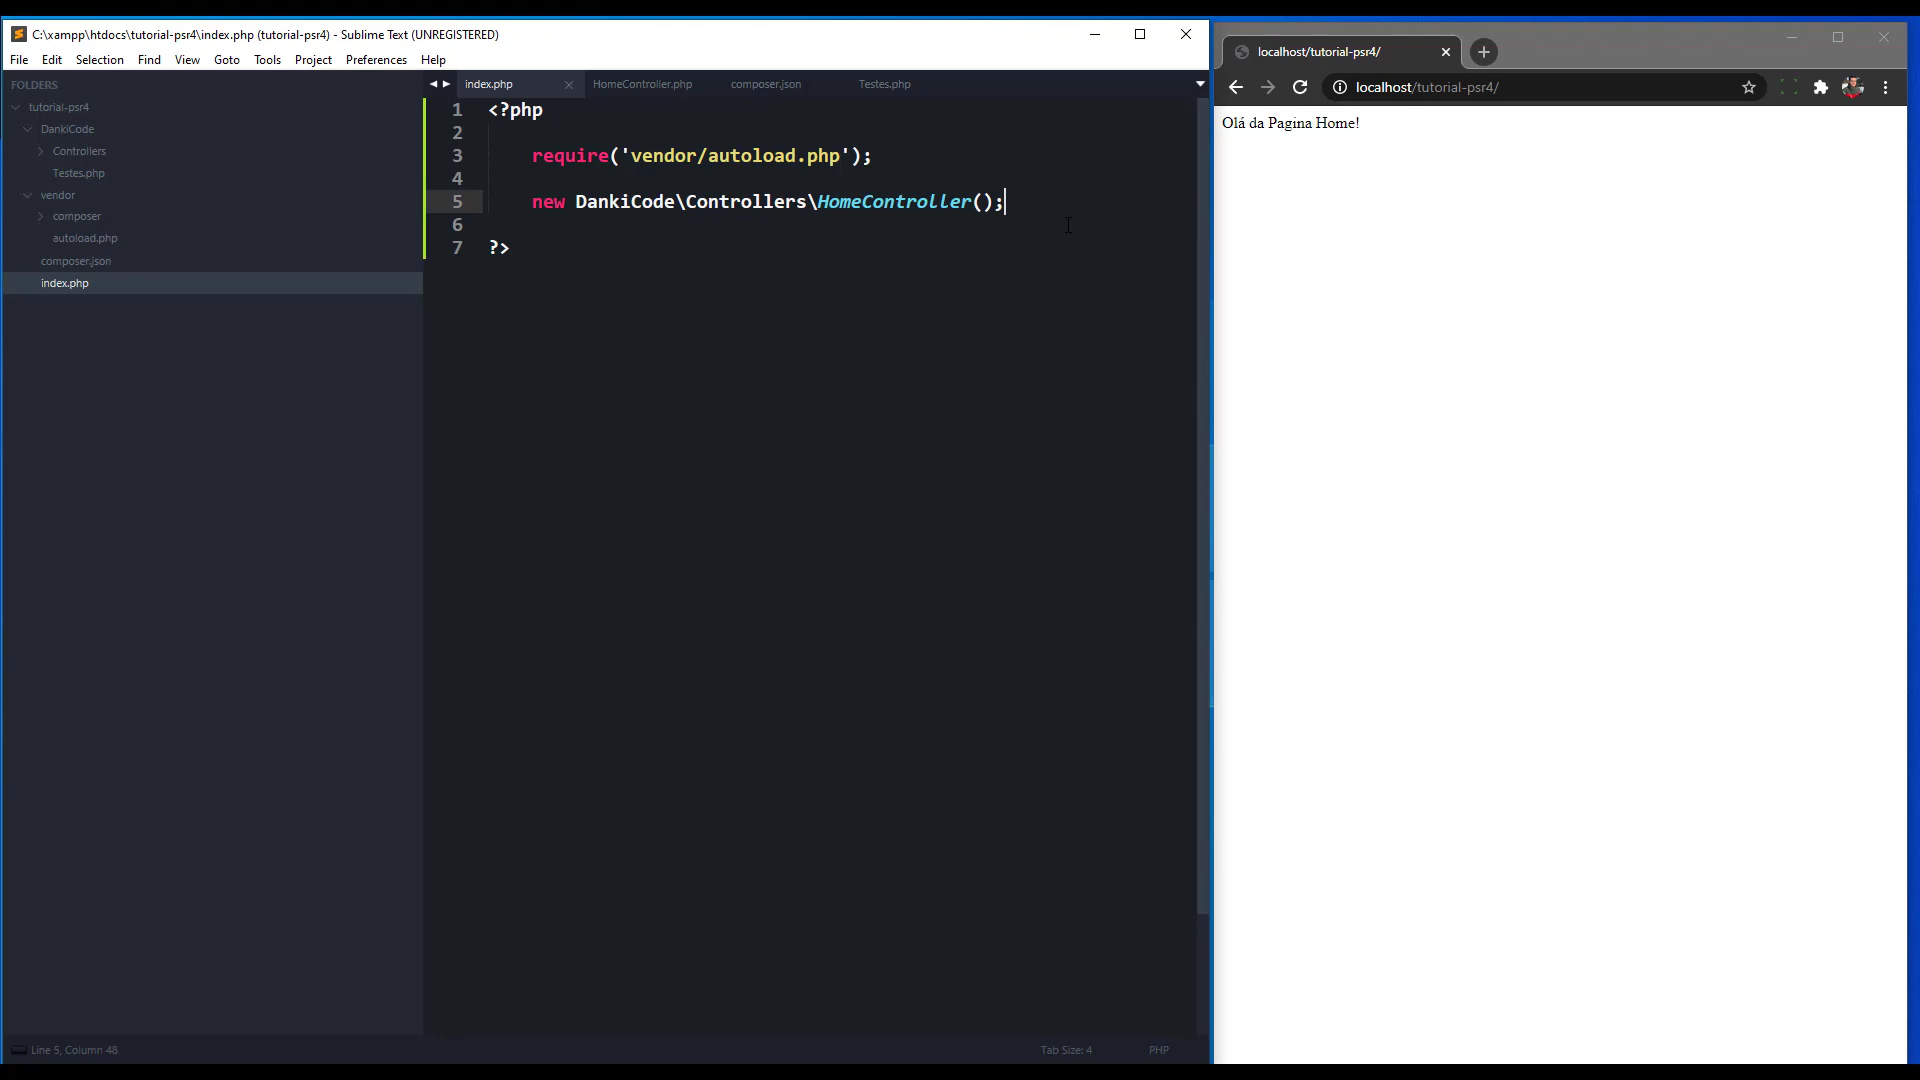 C:\xampp\htdocs\tutorial-psr4\index.php (tutorial-psr4) - Sublime Text (UNREGISTERED)
File Edit Selection Find View Goto Tools Project Preferences Help
FOLDERS
tutorial-psr4
DankiCode
Controllers
Testes.php
vendor
composer
autoload.php
composer.json
index.php
index.php HomeController.php composer.json Testes.php
1 <?php
2
3 require('vendor/autoload.php');
4
5 new DankiCode\Controllers\HomeController();
6
7 ?>
Line 5, Column 48 Tab Size: 4 PHP
localhost/tutorial-psr4/
localhost/tutorial-psr4/
Olá da Pagina Home!